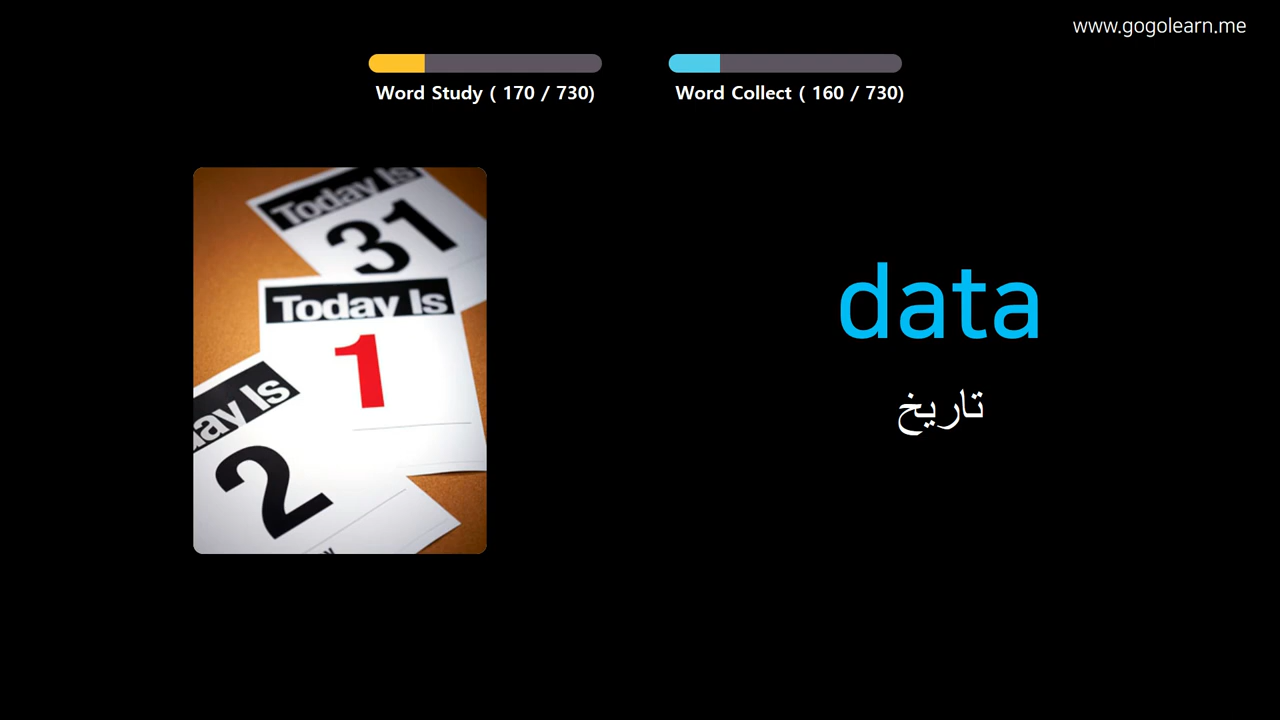 www.gogolearn.me
Word Study ( 170 / 730)
Word Collect ( 160 / 730)
Today Is
31
Today Is
1
day Is
2
data
تاريخ